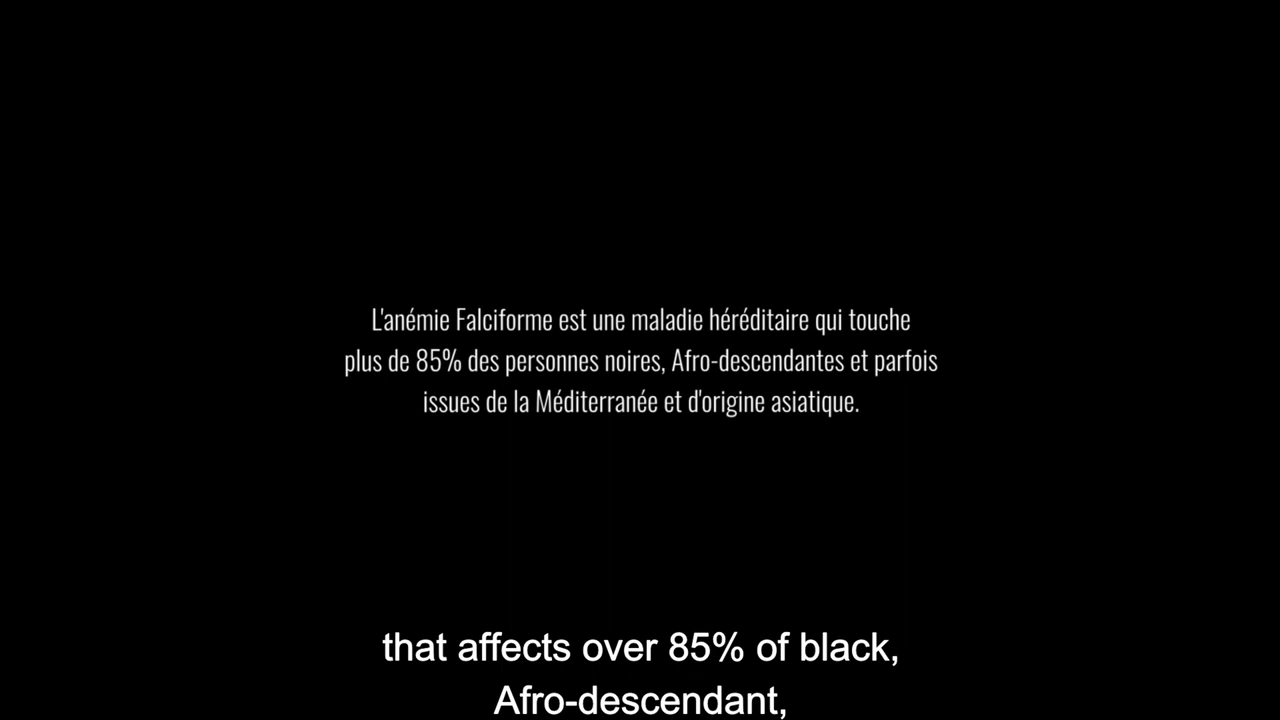 L'anémie Falciforme est une maladie héréditaire qui touche
plus de 85% des personnes noires, Afro-descendantes et parfois
issues de la Méditerranée et d'origine asiatique.
that affects over 85% of black,
Afro-descendant,